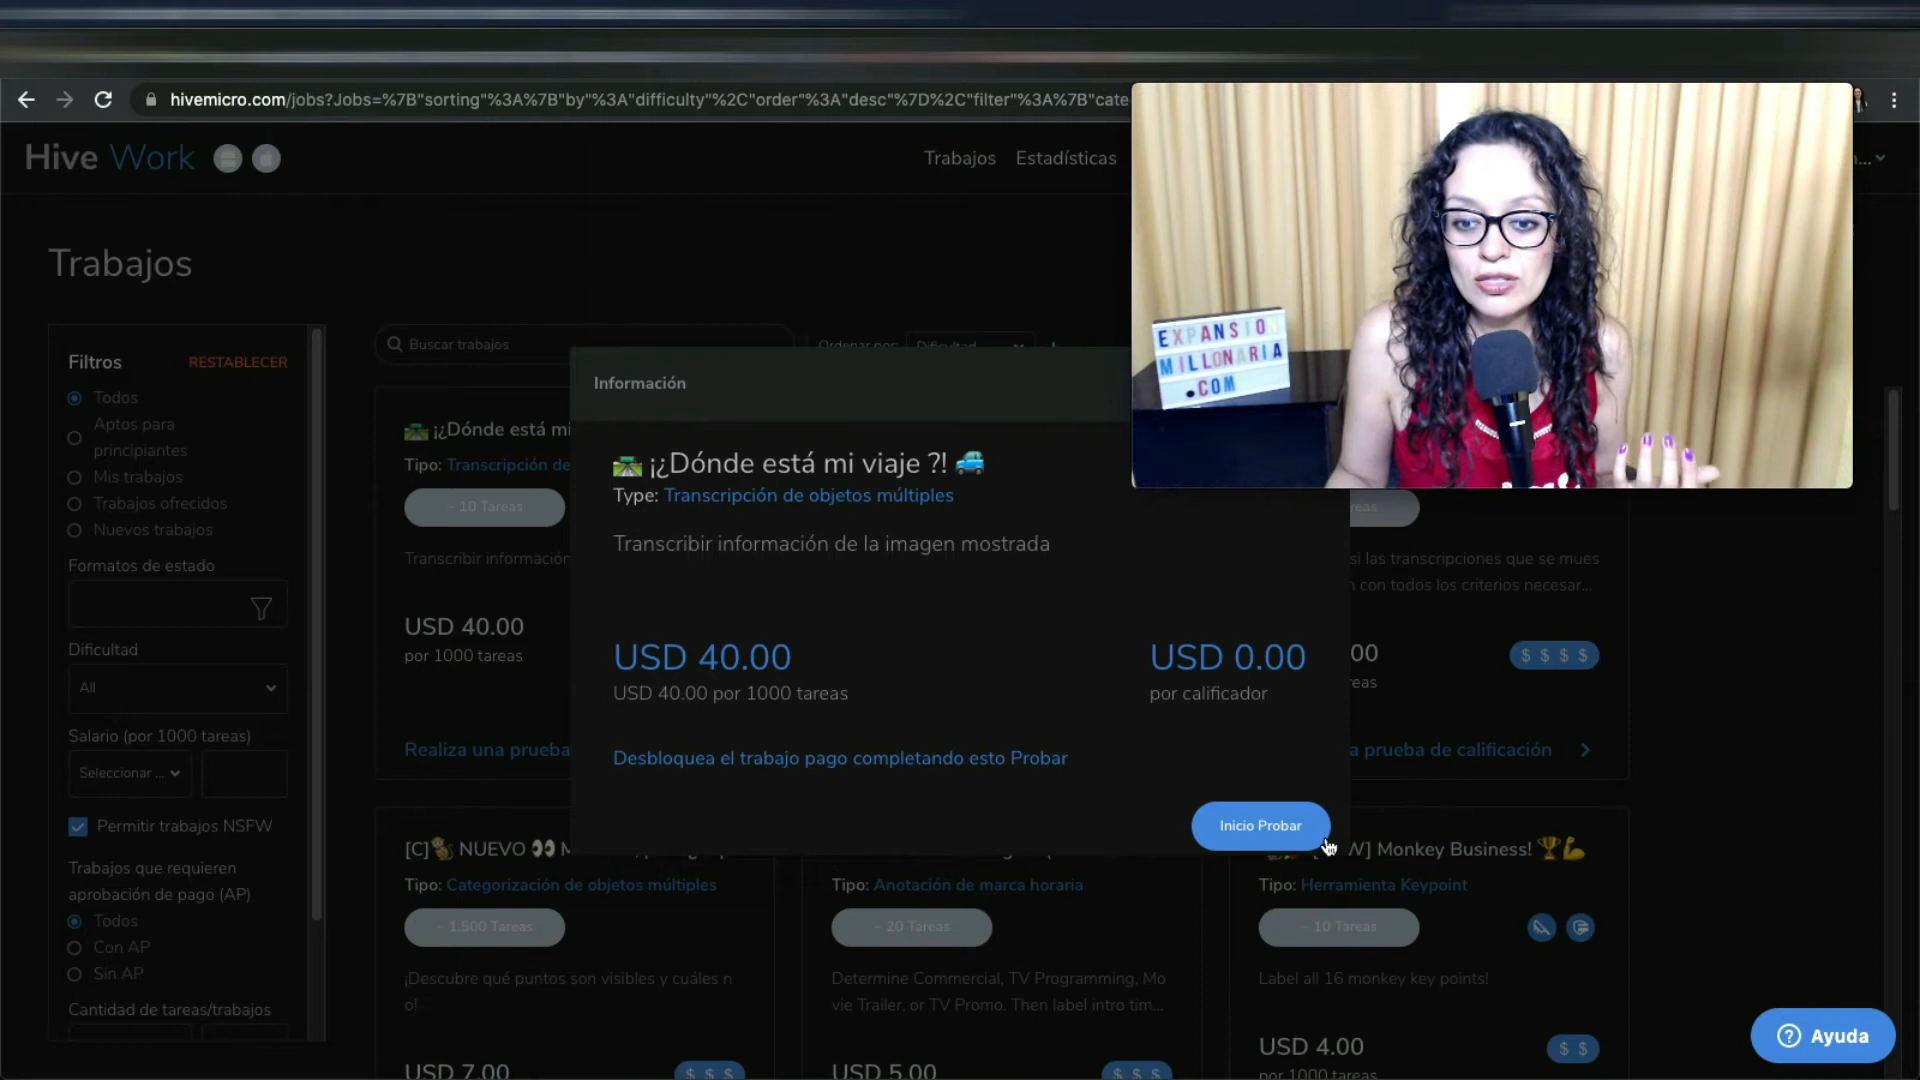 hivemicro.com/jobs?Jobs=%7B"sorting"%3A%7B"by"%3A"difficulty"%2C"order"%3A"desc"%7D%2C"filter"%3A%7B"cate
Hive Work
Trabajos
Estadísticas
Trabajos
EXPANSION
MILLONARIA
.COM
Filtros
RESTABLECER
Todos
Aptos para
principiantes
Mis trabajos
Trabajos ofrecidos
Nuevos trabajos
Formatos de estado
Dificultad
All
Salario (por 1000 tareas)
Seleccionar ...
Permitir trabajos NSFW
Trabajos que requieren
aprobación de pago (AP)
Todos
Con AP
Sin AP
Cantidad de tareas/trabajos
Buscar trabajos
Ordenar por:
Dificultad
¡¿Dónde está mi
Tipo: Transcripción de
~ 10 Tareas
Transcribir información
USD 40.00
por 1000 tareas
Realiza una prueba
Información
¡¿Dónde está mi viaje ?!
Type: Transcripción de objetos múltiples
Transcribir información de la imagen mostrada
USD 40.00
USD 40.00 por 1000 tareas
USD 0.00
por calificador
Desbloquea el trabajo pago completando esto Probar
Inicio Probar
reas
si las transcripciones que se mues
con todos los criterios necesar...
00
reas
$ $ $ $
a prueba de calificación
[C] NUEVO
Tipo: Categorización de objetos múltiples
~ 1,500 Tareas
¡Descubre qué puntos son visibles y cuáles n
o!
USD 7.00
$ $ $
Tipo: Anotación de marca horaria
~ 20 Tareas
Determine Commercial, TV Programming, Mo
vie Trailer, or TV Promo. Then label intro tim...
USD 5.00
$ $ $
W] Monkey Business!
Tipo: Herramienta Keypoint
~ 10 Tareas
Label all 16 monkey key points!
USD 4.00
por 1000 tareas
$ $
Ayuda